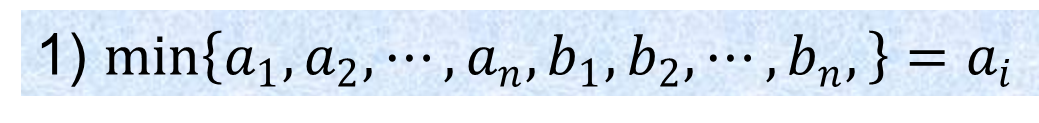 1) min{a₁, a₂, ⋯, aₙ, b₁, b₂, ⋯, bₙ, } = aᵢ